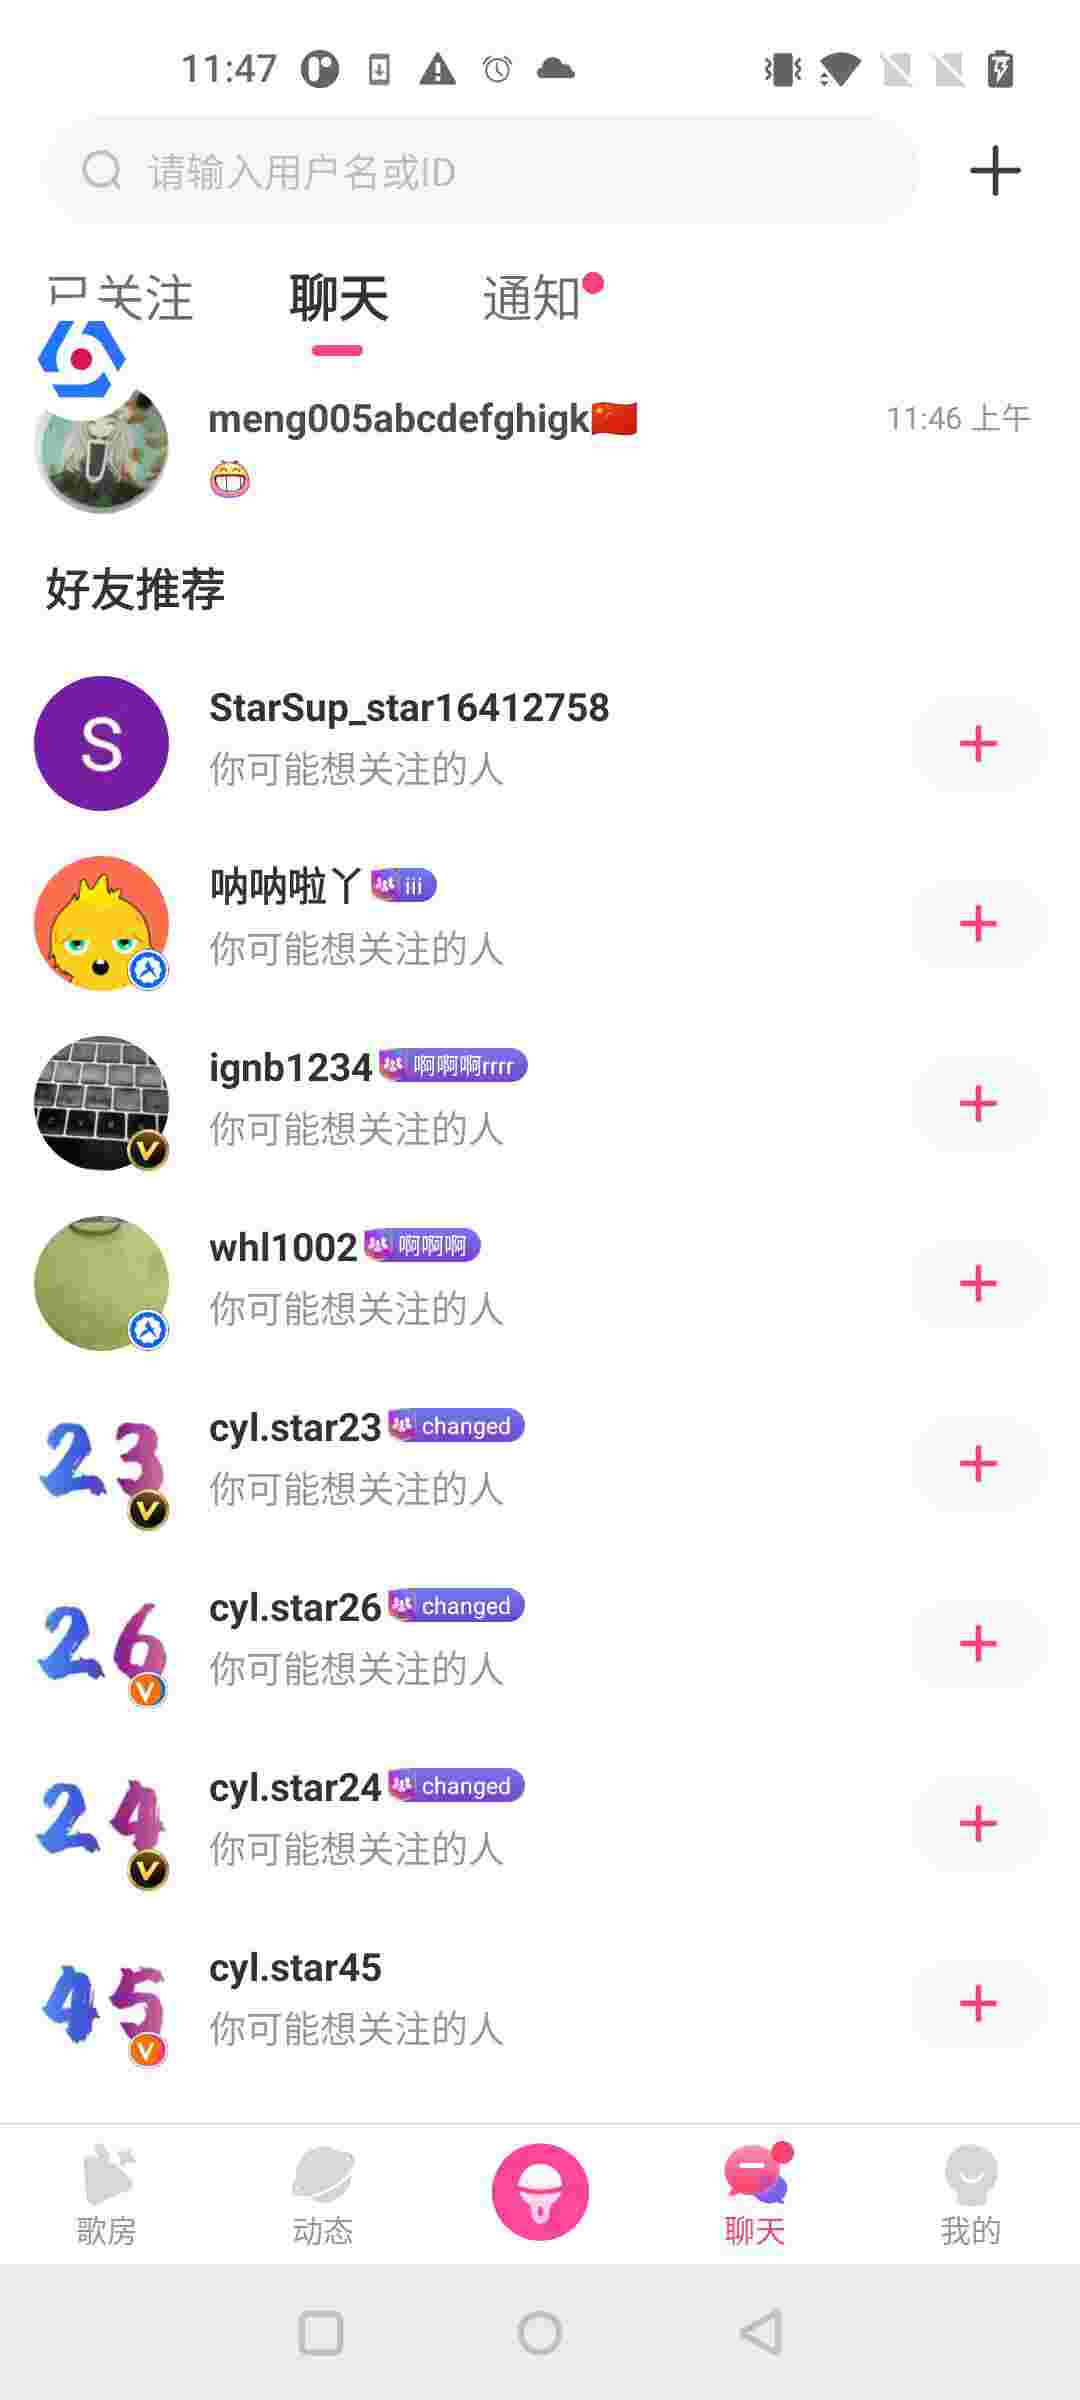 11:47
请输入用户名或ID
已关注 聊天 通知
meng005abcdefghigk🇨🇳 11:46 上午
好友推荐
StarSup_star16412758
你可能想关注的人
呐呐啦丫 iii
你可能想关注的人
ignb1234 啊啊啊rrrr
你可能想关注的人
whl1002 啊啊啊
你可能想关注的人
cyl.star23 changed
你可能想关注的人
cyl.star26 changed
你可能想关注的人
cyl.star24 changed
你可能想关注的人
cyl.star45
你可能想关注的人
歌房 动态 聊天 我的